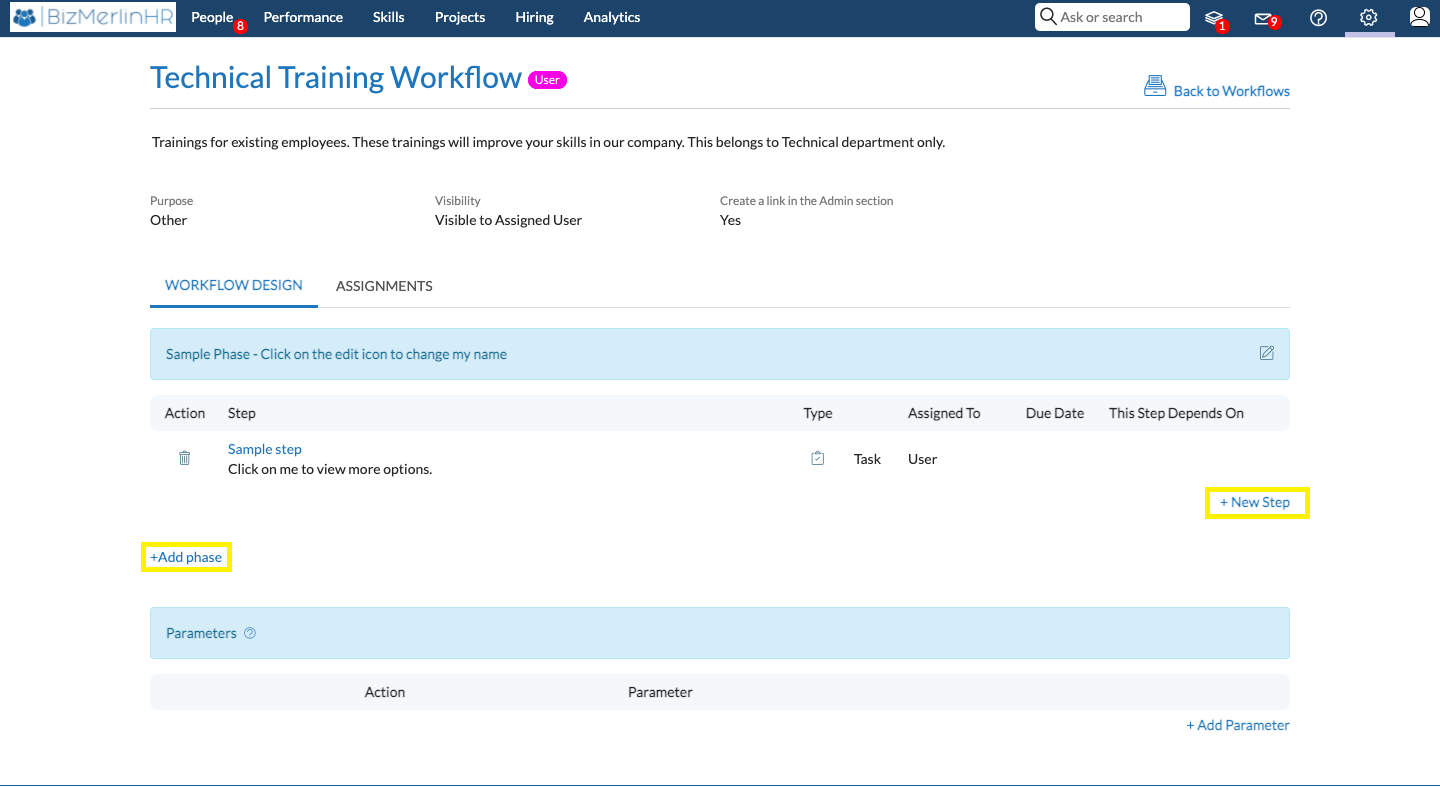 BizMerlinHR People 8 Performance Skills Projects Hiring Analytics Ask or search 1 9
Technical Training Workflow User
Back to Workflows
Trainings for existing employees. These trainings will improve your skills in our company. This belongs to Technical department only.
Purpose Visibility Create a link in the Admin section
Other Visible to Assigned User Yes
WORKFLOW DESIGN ASSIGNMENTS
Sample Phase - Click on the edit icon to change my name
Action Step Type Assigned To Due Date This Step Depends On
Sample step
Click on me to view more options. Task User
+ New Step
+Add phase
Parameters
Action Parameter
+ Add Parameter